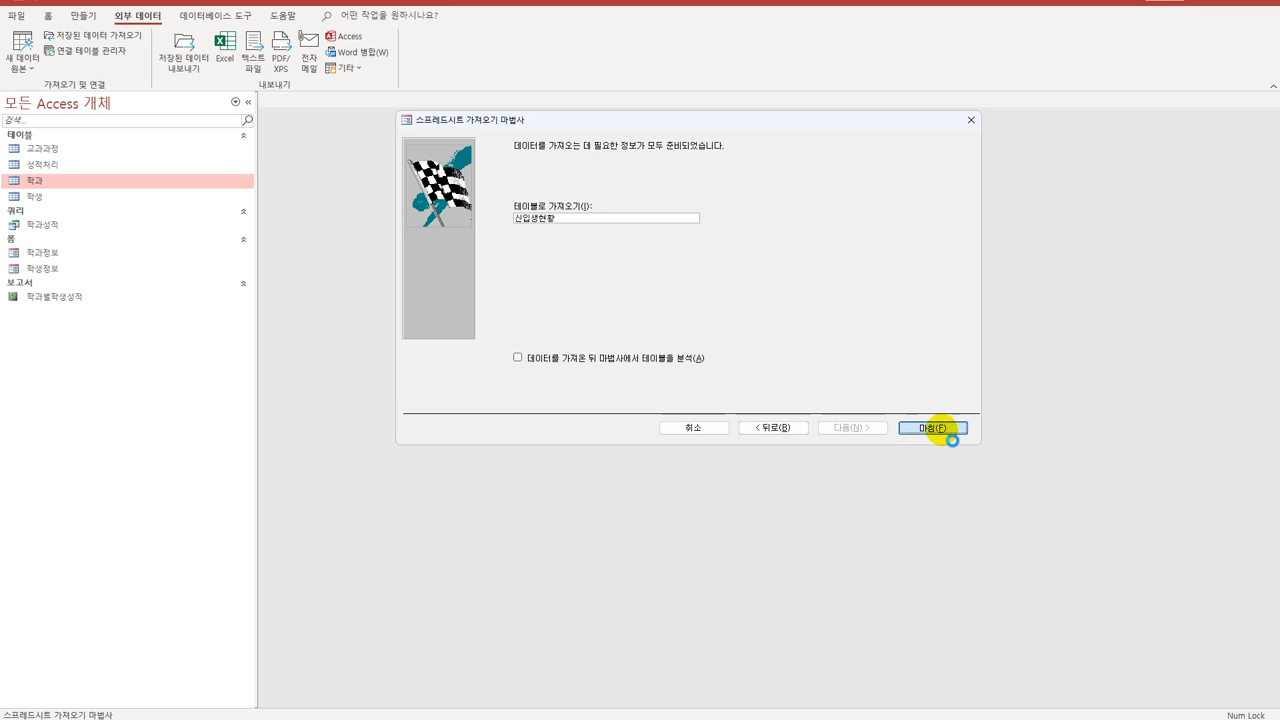 파일 홈 만들기 외부 데이터 데이터베이스 도구 도움말 어떤 작업을 원하시나요?
새 데이터
원본
저장된 데이터 가져오기
연결 테이블 관리자
가져오기 및 연결
저장된 데이터
내보내기
Excel
텍스트
파일
PDF/
XPS
전자
메일
Access
Word 병합(W)
기타
내보내기
모든 Access 개체
검색...
테이블
교과과정
성적처리
학과
학생
쿼리
학과성적
폼
학과정보
학생정보
보고서
학과별학생성적
스프레드시트 가져오기 마법사
데이터를 가져오는 데 필요한 정보가 모두 준비되었습니다.
테이블로 가져오기(I):
신입생현황
데이터를 가져온 뒤 마법사에서 테이블을 분석(A)
취소
< 뒤로(B)
다음(N) >
마침(F)
스프레드시트 가져오기 마법사
Num Lock